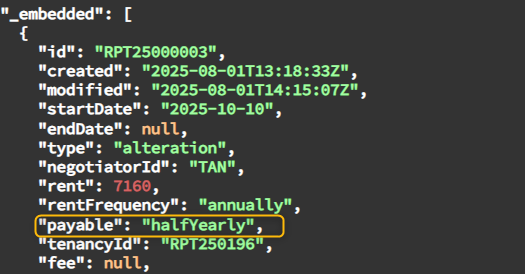 "_embedded": [
{
"id": "RPT25000003",
"created": "2025-08-01T13:18:33Z",
"modified": "2025-08-01T14:15:07Z",
"startDate": "2025-10-10",
"endDate": null,
"type": "alteration",
"negotiatorId": "TAN",
"rent": 7160,
"rentFrequency": "annually",
"payable": "halfYearly",
"tenancyId": "RPT250196",
"fee": null,